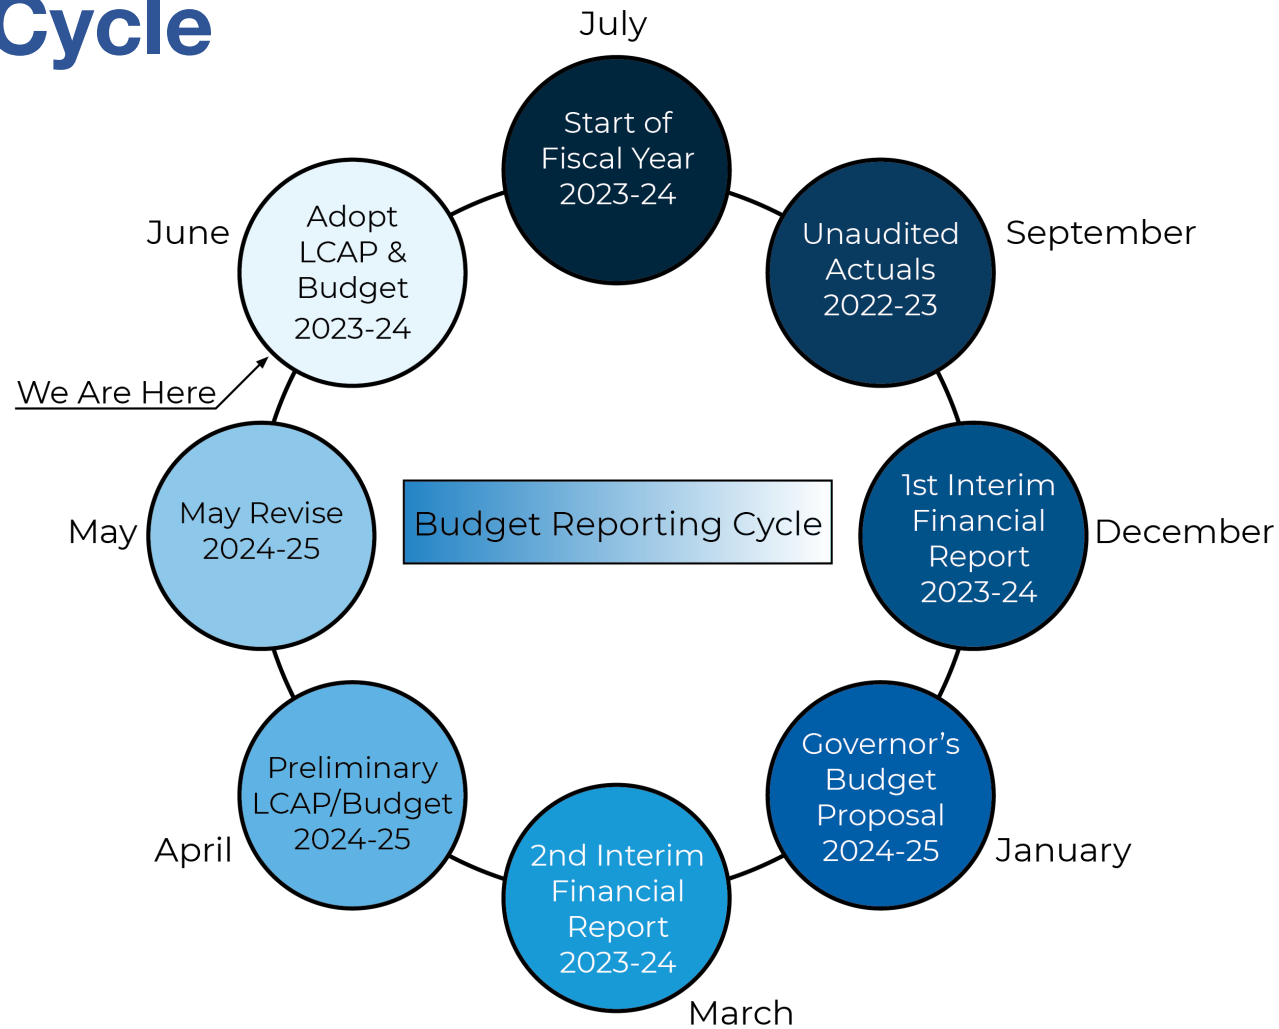 Cycle
July
Start of
Fiscal Year
2023-24
September
Unaudited
Actuals
2022-23
December
1st Interim
Financial
Report
2023-24
January
Governor’s
Budget
Proposal
2024-25
March
2nd Interim
Financial
Report
2023-24
April
Preliminary
LCAP/Budget
2024-25
May
May Revise
2024-25
June
Adopt
LCAP &
Budget
2023-24
We Are Here
Budget Reporting Cycle